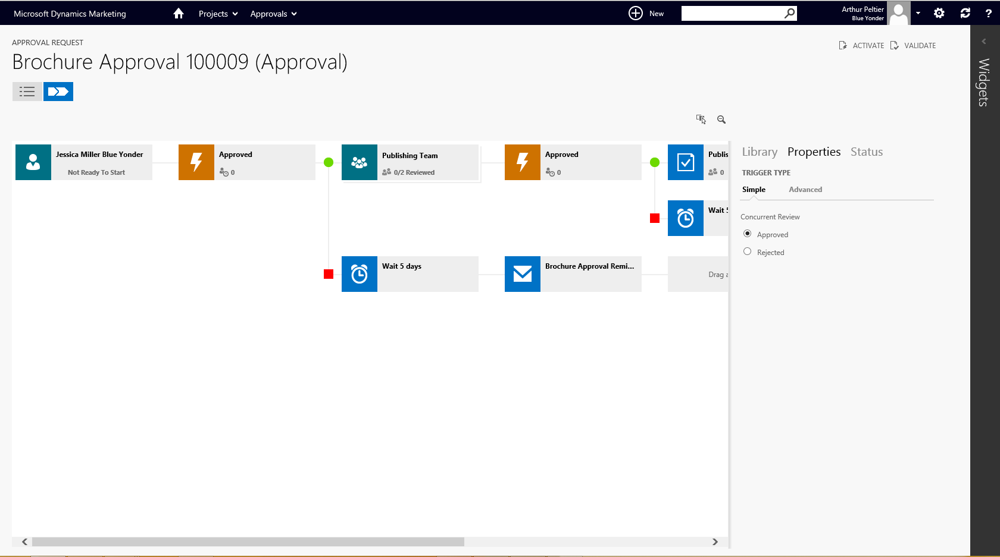 Microsoft Dynamics Marketing
Projects
Approvals
New
Arthur Peltier
Blue Yonder
?
APPROVAL REQUEST
Brochure Approval 100009 (Approval)
ACTIVATE
VALIDATE
Widgets
Jessica Miller Blue Yonder
Not Ready To Start
Approved
0
Publishing Team
0/2 Reviewed
Approved
0
Publis
0
Wait 5
Wait 5 days
Brochure Approval Remi...
Drag a
Library Properties Status
TRIGGER TYPE
Simple Advanced
Concurrent Review
Approved
Rejected